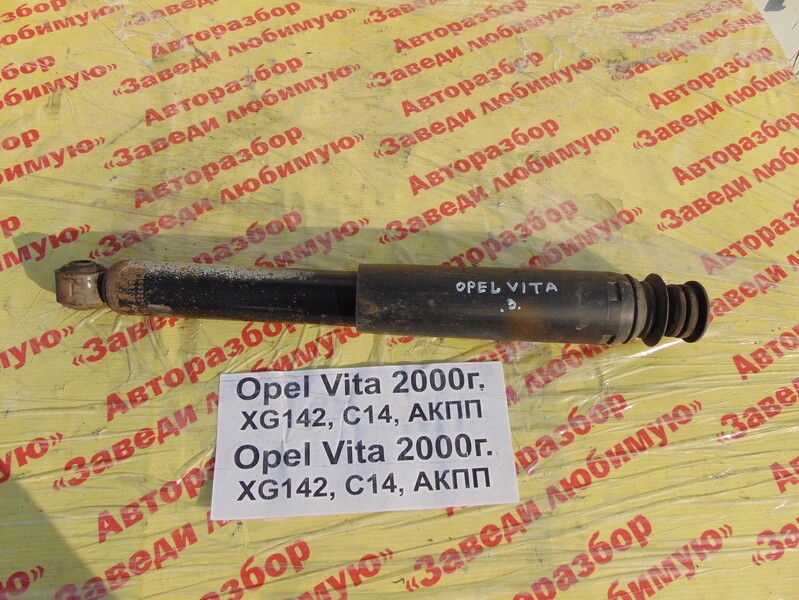 Авторазбор
«Заведи любимую»
OPEL VITA
.З.
Opel Vita 2000г.
XG142, C14, АКПП
Opel Vita 2000г.
XG142, C14, АКПП